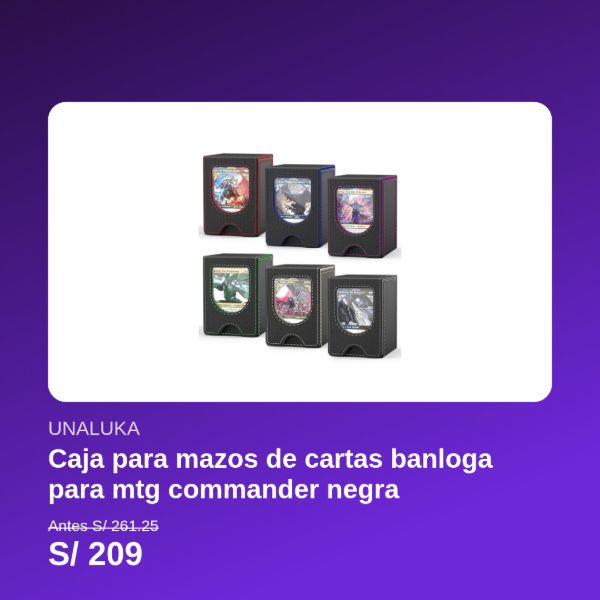 UNALUKA
Caja para mazos de cartas banloga
para mtg commander negra
Antes S/ 261.25
S/ 209